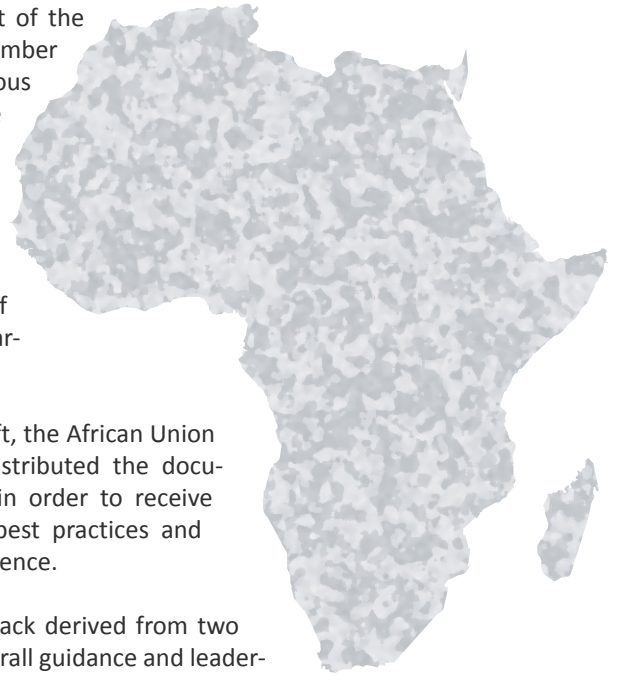 t of the
mber
ous
f
ar-
ft, the African Union
stributed the docu-
in order to receive
best practices and
ence.
ack derived from two
rall guidance and leader-